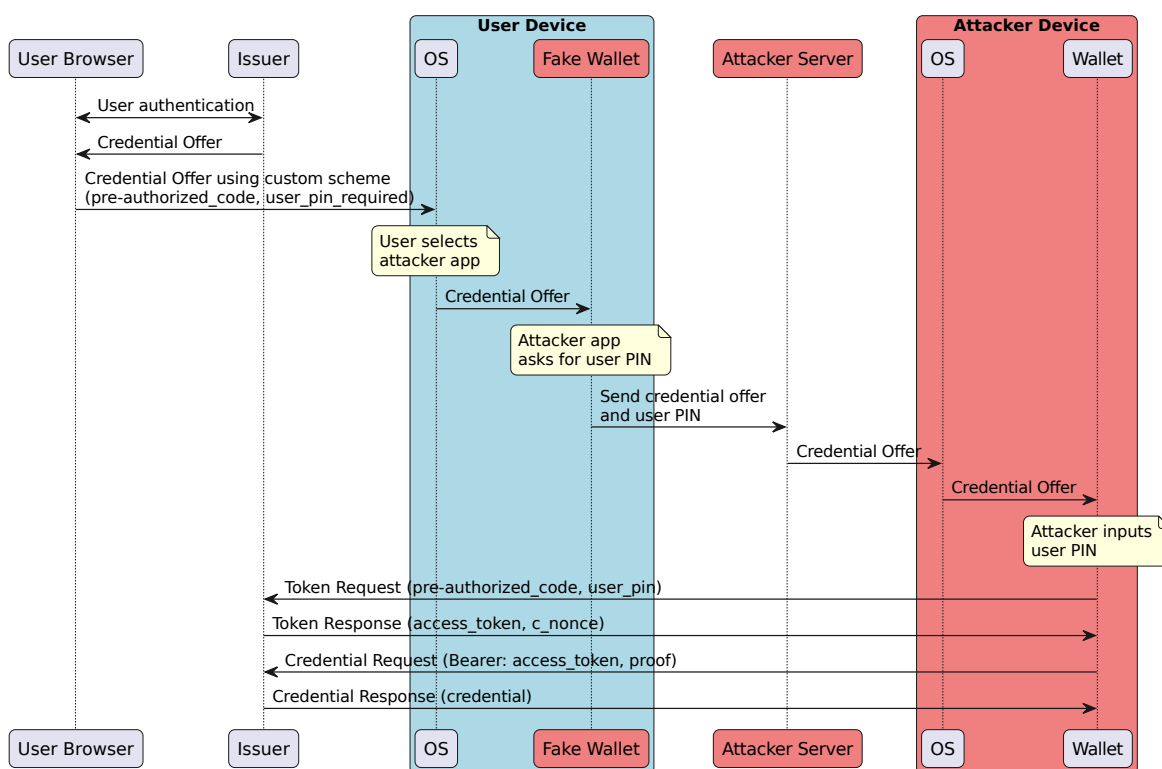 User Device
Attacker Device
User Browser
Issuer
OS
Fake Wallet
Attacker Server
OS
Wallet
User authentication
Credential Offer
Credential Offer using custom scheme
(pre-authorized_code, user_pin_required)
User selects
attacker app
Credential Offer
Attacker app
asks for user PIN
Send credential offer
and user PIN
Credential Offer
Credential Offer
Attacker inputs
user PIN
Token Request (pre-authorized_code, user_pin)
Token Response (access_token, c_nonce)
Credential Request (Bearer: access_token, proof)
Credential Response (credential)
User Browser
Issuer
OS
Fake Wallet
Attacker Server
OS
Wallet